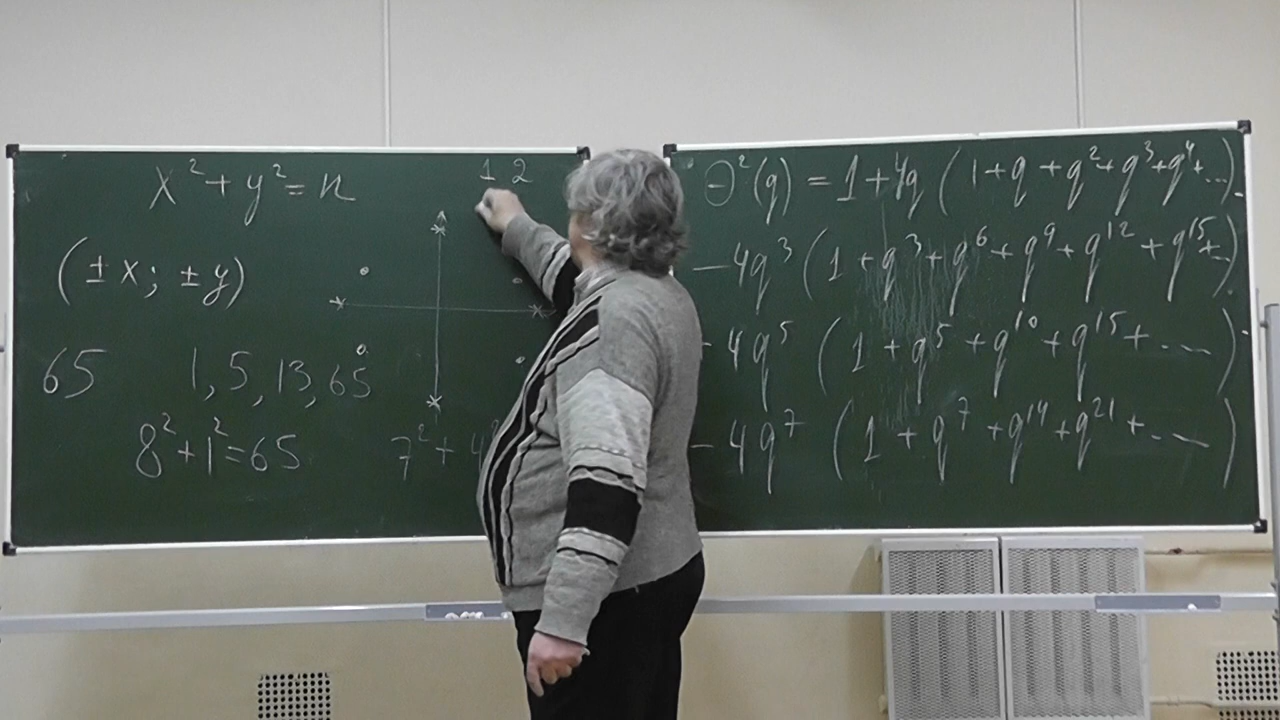 x² + y² = n
1 2
(± x; ± y)
65 1, 5, 13, 65
8² + 1² = 65
7² + 4
Θ²(q) = 1 + 4q (1 + q + q² + q³ + q⁴ + ...)
- 4q³ (1 + q³ + q⁶ + q⁹ + q¹² + q¹⁵ + ...)
- 4q⁵ (1 + q⁵ + q¹⁰ + q¹⁵ + ...)
- 4q⁷ (1 + q⁷ + q¹⁴ + q²¹ + ...)